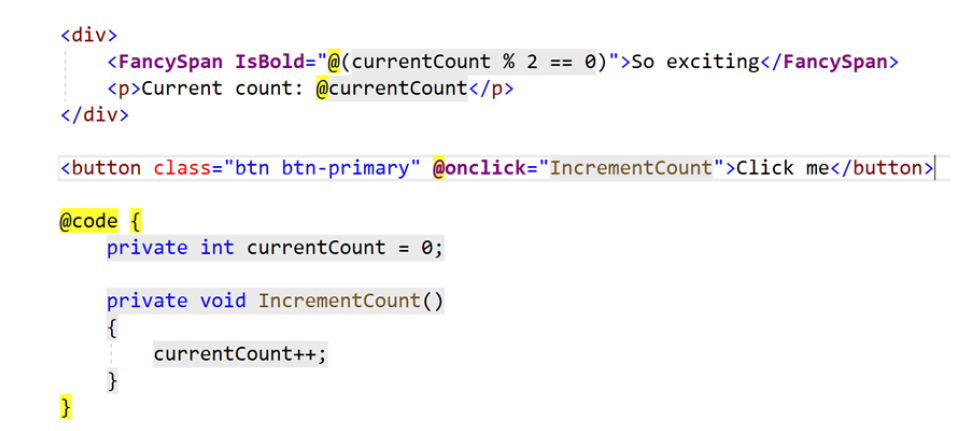 <div>
    <FancySpan IsBold="@(currentCount % 2 == 0)">So exciting</FancySpan>
    <p>Current count: @currentCount</p>
</div>

<button class="btn btn-primary" @onclick="IncrementCount">Click me</button>

@code {
    private int currentCount = 0;

    private void IncrementCount()
    {
        currentCount++;
    }
}